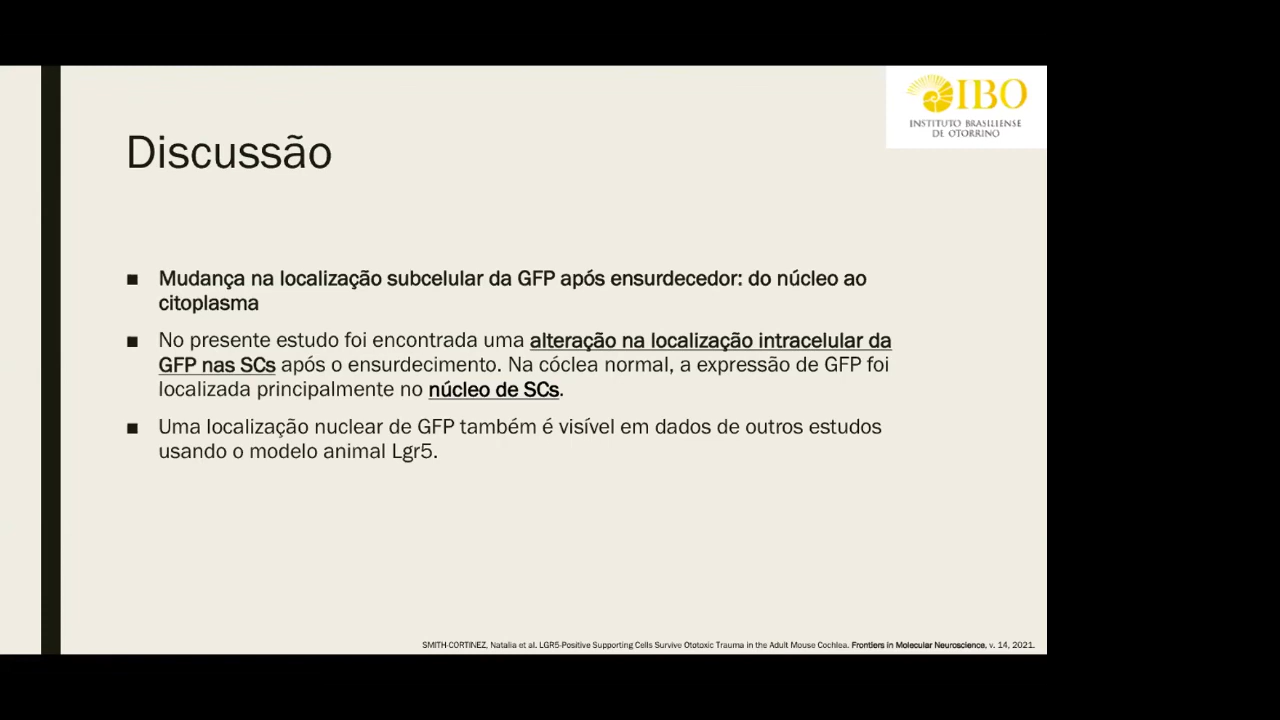 IBO
INSTITUTO BRASILIENSE
DE OTORRINO
Discussão
■ Mudança na localização subcelular da GFP após ensurdecedor: do núcleo ao
citoplasma
■ No presente estudo foi encontrada uma alteração na localização intracelular da
GFP nas SCs após o ensurdecimento. Na cóclea normal, a expressão de GFP foi
localizada principalmente no núcleo de SCs.
■ Uma localização nuclear de GFP também é visível em dados de outros estudos
usando o modelo animal Lgr5.
SMITH-CORTINEZ, Natalia et al. LGR5-Positive Supporting Cells Survive Ototoxic Trauma in the Adult Mouse Cochlea. Frontiers in Molecular Neuroscience, v. 14, 2021.